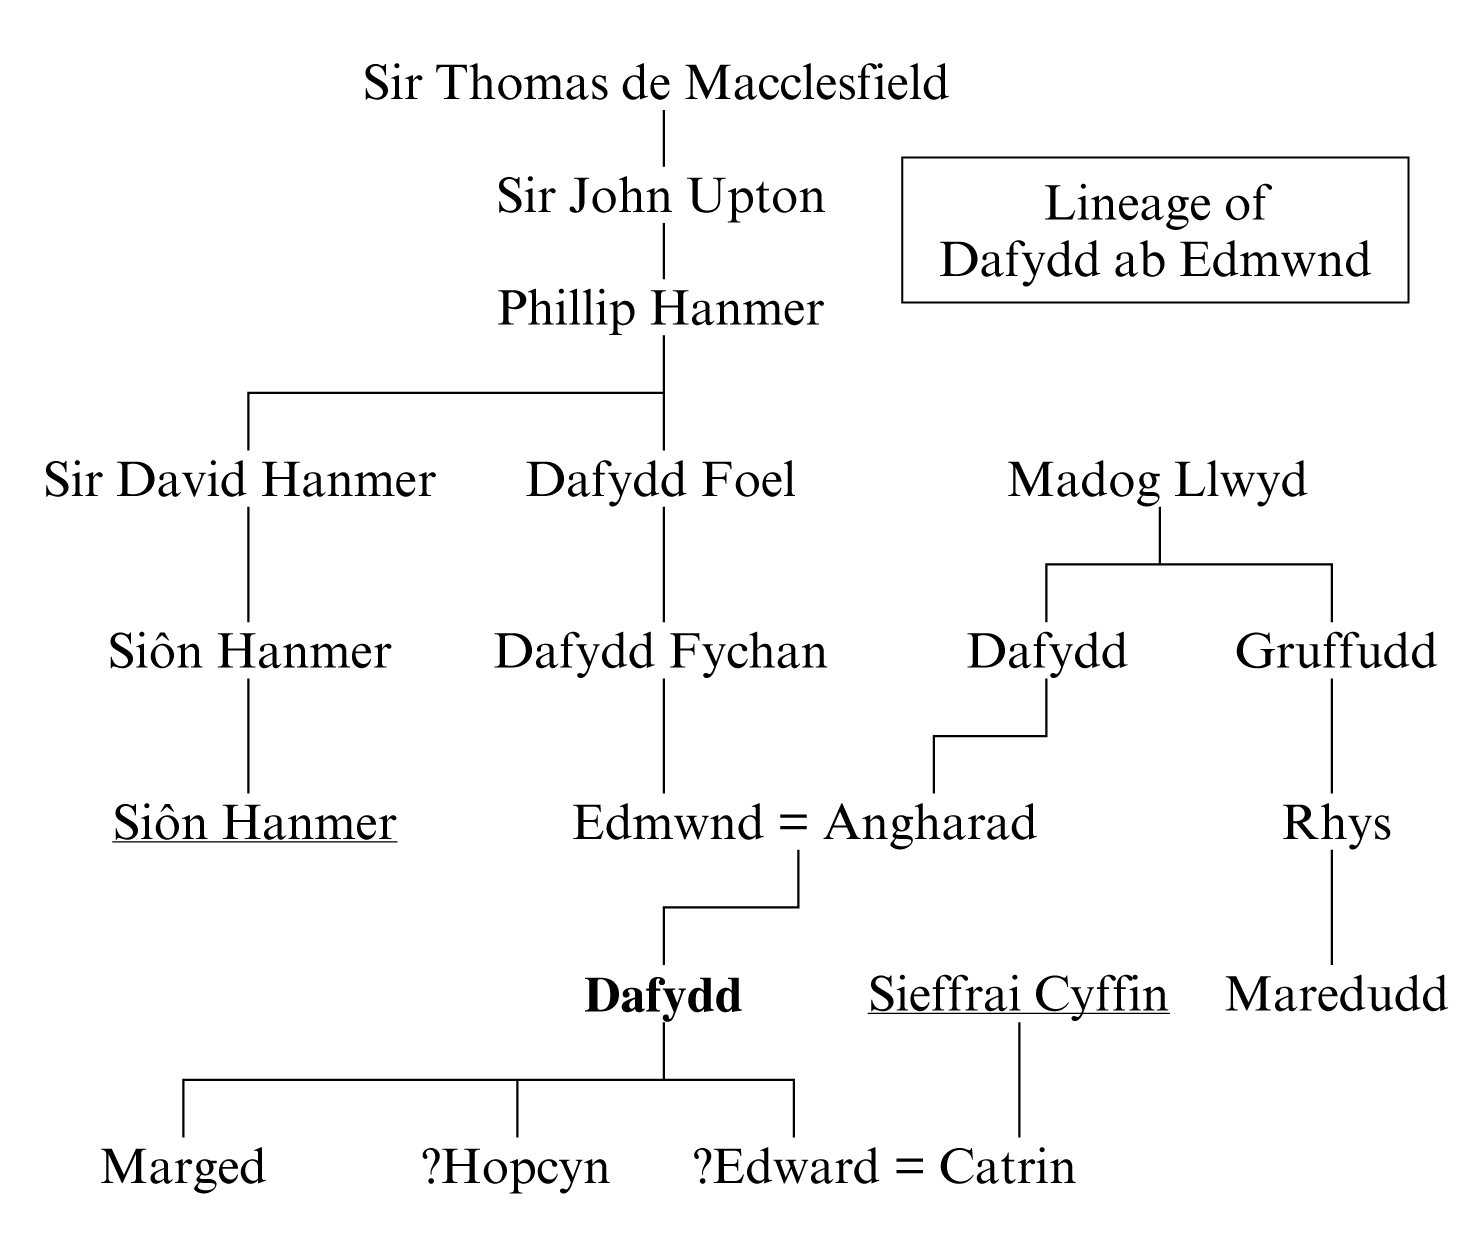 Sir Thomas de Macclesfield
Sir John Upton
Lineage of
Dafydd ab Edmwnd
Phillip Hanmer
Sir David Hanmer
Dafydd Foel
Madog Llwyd
Siôn Hanmer
Dafydd Fychan
Dafydd
Gruffudd
Siôn Hanmer
Edmwnd = Angharad
Rhys
Dafydd
Sieffrai Cyffin
Maredudd
Marged
?Hopcyn
?Edward = Catrin